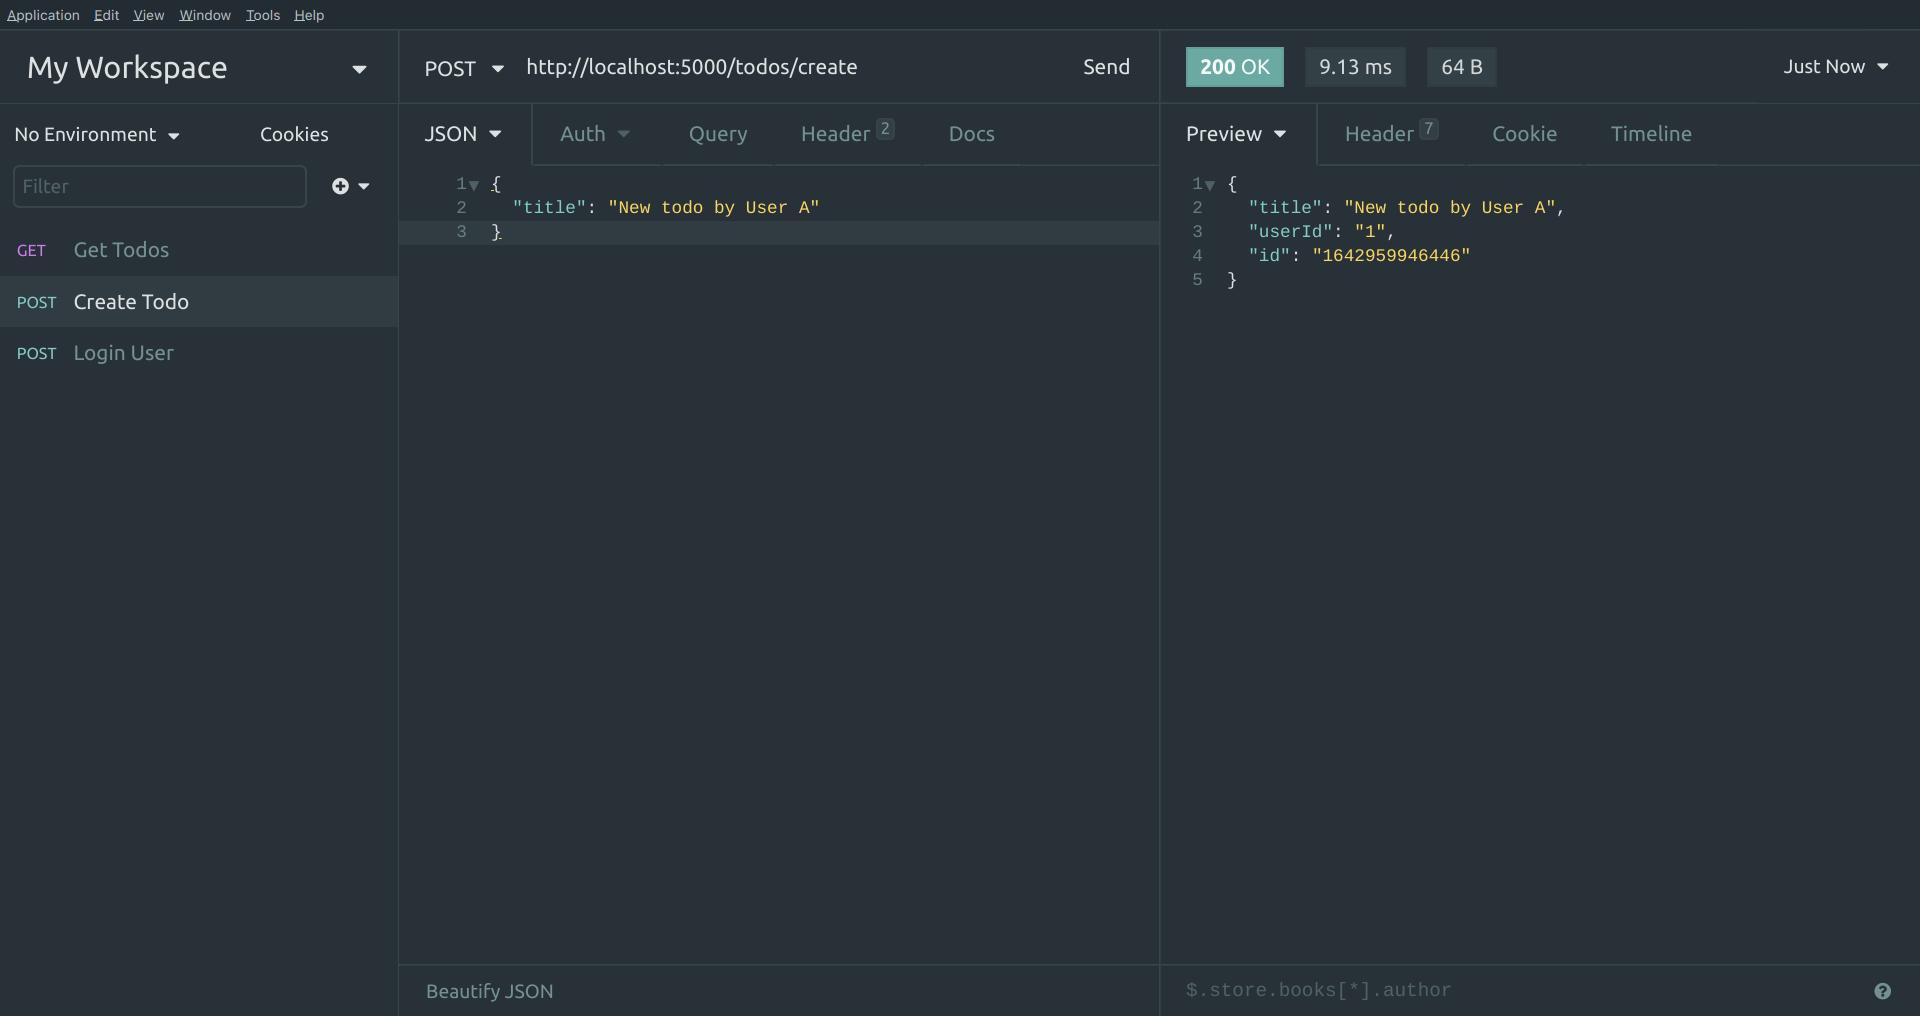 Application Edit View Window Tools Help
My Workspace
POST http://localhost:5000/todos/create Send
200 OK 9.13 ms 64 B Just Now
No Environment Cookies
Filter
GET Get Todos
POST Create Todo
POST Login User
JSON Auth Query Header 2 Docs
1 {
2 "title": "New todo by User A"
3 }
Beautify JSON
Preview Header 7 Cookie Timeline
1 {
2 "title": "New todo by User A",
3 "userId": "1",
4 "id": "1642959946446"
5 }
$.store.books[*].author